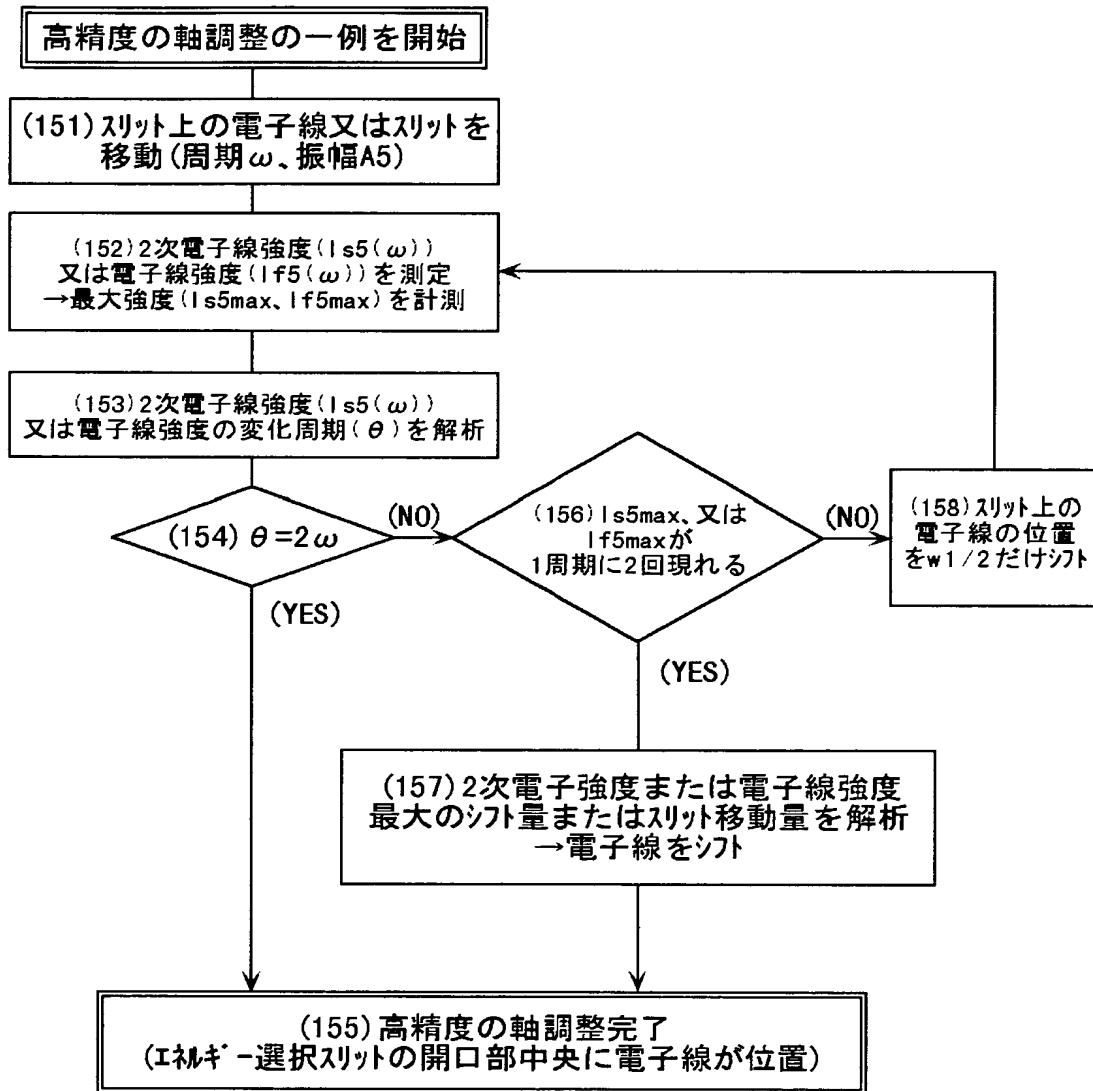 高精度の軸調整の一例を開始
(151)スリット上の電子線又はスリットを
移動(周期ω、振幅A5)
(152)2次電子線強度(Is5(ω))
又は電子線強度(If5(ω))を測定
→最大強度(Is5max、If5max)を計測
(153)2次電子線強度(Is5(ω))
又は電子線強度の変化周期(θ)を解析
(154) θ=2ω
(NO)
(YES)
(156)Is5max、又は
If5maxが
1周期に2回現れる
(NO)
(YES)
(158)スリット上の
電子線の位置
をw1/2だけシフト
(157)2次電子強度または電子線強度
最大のシフト量またはスリット移動量を解析
→電子線をシフト
(155)高精度の軸調整完了
(エネルギー選択スリットの開口部中央に電子線が位置)